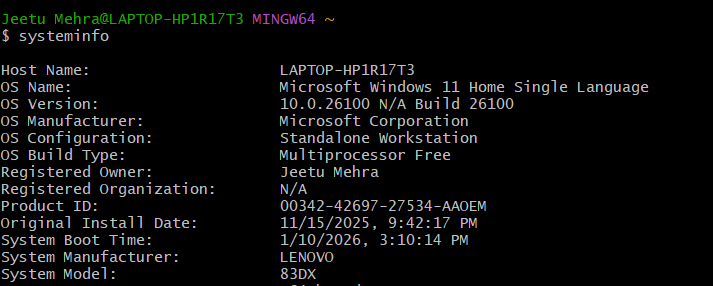 Jeetu Mehra@LAPTOP-HP1R17T3 MINGW64 ~
$ systeminfo
Host Name: LAPTOP-HP1R17T3
OS Name: Microsoft Windows 11 Home Single Language
OS Version: 10.0.26100 N/A Build 26100
OS Manufacturer: Microsoft Corporation
OS Configuration: Standalone Workstation
OS Build Type: Multiprocessor Free
Registered Owner: Jeetu Mehra
Registered Organization: N/A
Product ID: 00342-42697-27534-AAOEM
Original Install Date: 11/15/2025, 9:42:17 PM
System Boot Time: 1/10/2026, 3:10:14 PM
System Manufacturer: LENOVO
System Model: 83DX